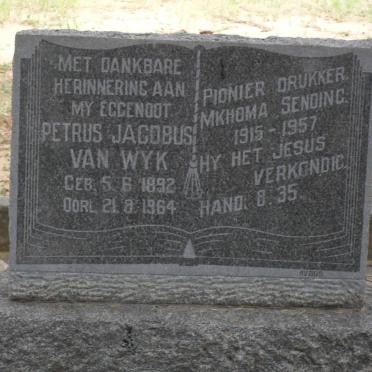 MET DANKBARE
HERINNERING AAN
MY EGGENOOT
PETRUS JACOBUS
VAN WYK
GEB. 5. 6. 1892
OORL. 21. 8. 1964
PIONIER DRUKKER.
MKHOMA SENDING.
1915 - 1957
HY HET JESUS
VERKONDIG.
HAND. 8. 35.